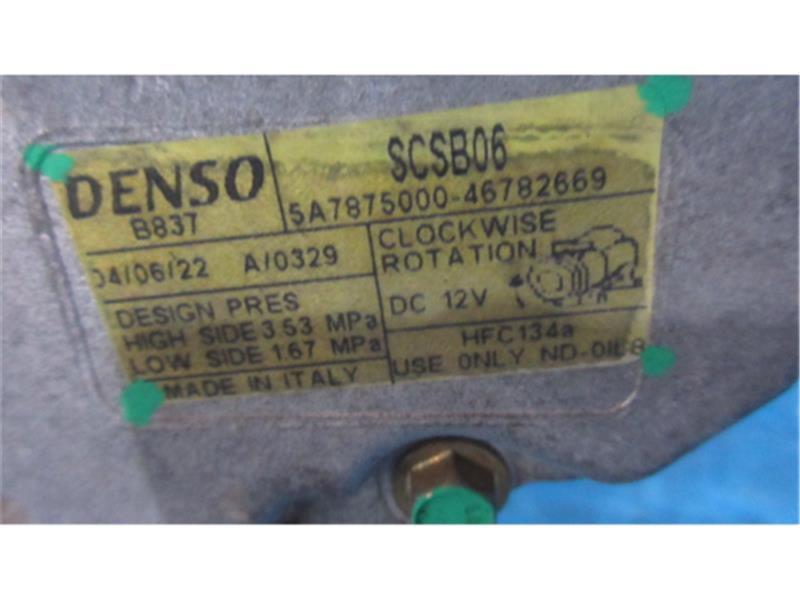 DENSO
B837
SCSB06
5A7875000-46782669
04/06/22 A/0329
CLOCKWISE
ROTATION
DC 12V
DESIGN PRES
HIGH SIDE 3.53 MPa
LOW SIDE 1.67 MPa
HFC134a
USE ONLY ND-OIL8
MADE IN ITALY